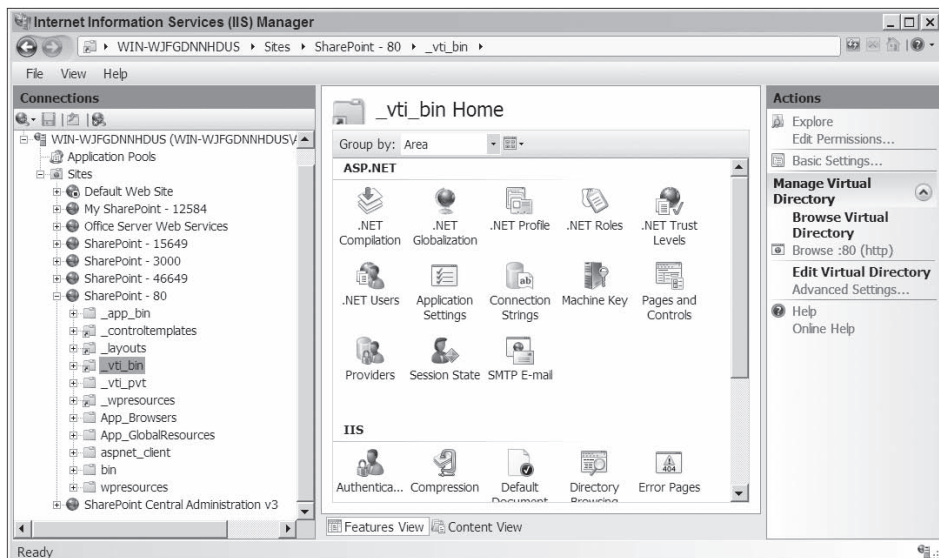 Internet Information Services (IIS) Manager
WIN-WJFGDNNHDUS Sites SharePoint - 80 _vti_bin
File View Help
Connections
WIN-WJFGDNNHDUS (WIN-WJFGDNNHDUS\
Application Pools
Sites
Default Web Site
My SharePoint - 12584
Office Server Web Services
SharePoint - 15649
SharePoint - 3000
SharePoint - 46649
SharePoint - 80
_app_bin
_controltemplates
_layouts
_vti_bin
_vti_pvt
_wpresources
App_Browsers
App_GlobalResources
aspnet_client
bin
wpresources
SharePoint Central Administration v3
_vti_bin Home
Group by: Area
ASP.NET
.NET Compilation
.NET Globalization
.NET Profile
.NET Roles
.NET Trust Levels
.NET Users
Application Settings
Connection Strings
ab
Machine Key
Pages and Controls
Providers
Session State
SMTP E-mail
IIS
Authentica...
Compression
Default Document
Directory Browsing
404
Error Pages
Features View Content View
Actions
Explore
Edit Permissions...
Basic Settings...
Manage Virtual Directory
Browse Virtual Directory
Browse :80 (http)
Edit Virtual Directory
Advanced Settings...
Help
Online Help
Ready